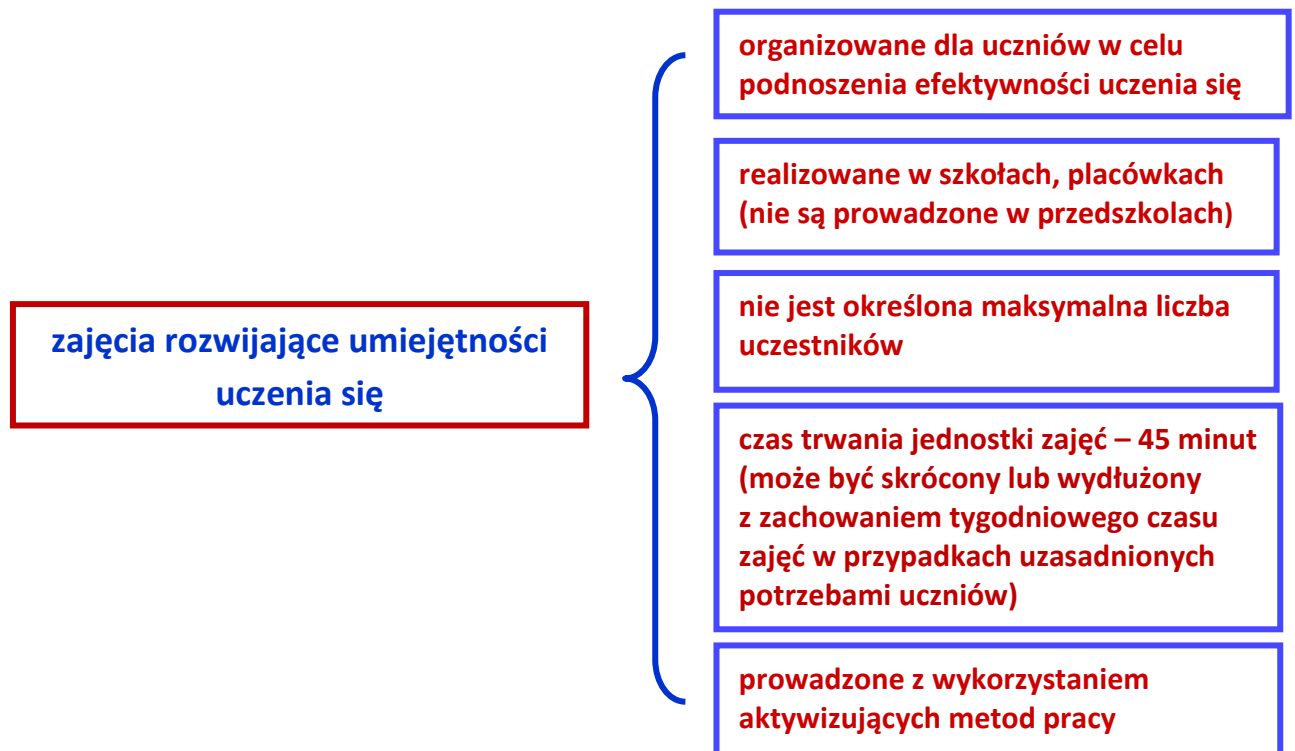 zajęcia rozwijające umiejętności
uczenia się
organizowane dla uczniów w celu
podnoszenia efektywności uczenia się
realizowane w szkołach, placówkach
(nie są prowadzone w przedszkolach)
nie jest określona maksymalna liczba
uczestników
czas trwania jednostki zajęć – 45 minut
(może być skrócony lub wydłużony
z zachowaniem tygodniowego czasu
zajęć w przypadkach uzasadnionych
potrzebami uczniów)
prowadzone z wykorzystaniem
aktywizujących metod pracy